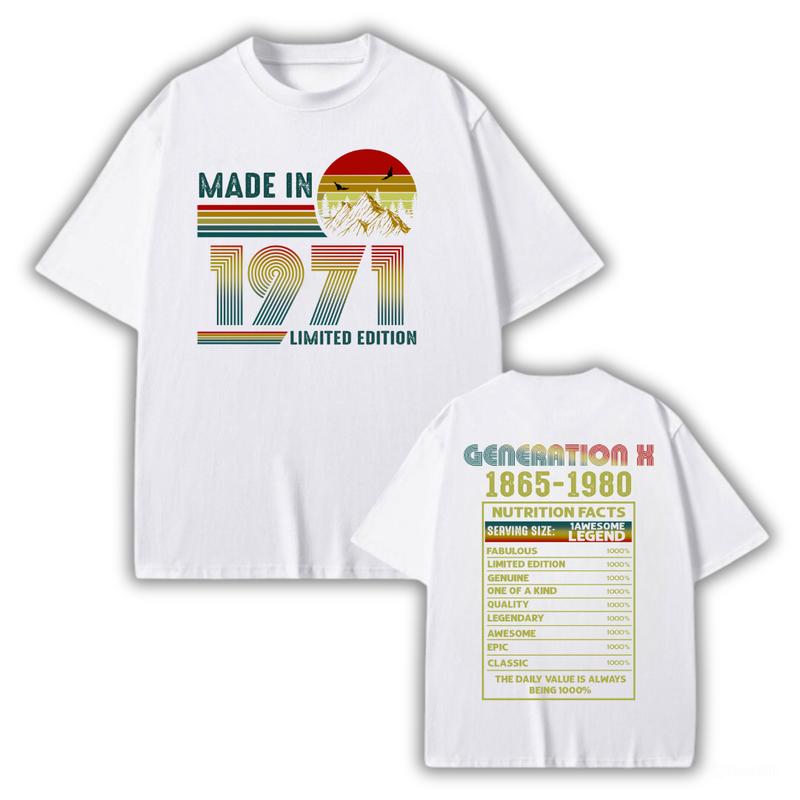 MADE IN
1971
LIMITED EDITION
GENERATION X
1865-1980
NUTRITION FACTS
SERVING SIZE: 1AWESOME
LEGEND
FABULOUS 1000%
LIMITED EDITION 1000%
GENUINE 1000%
ONE OF A KIND 1000%
QUALITY 1000%
LEGENDARY 1000%
AWESOME 1000%
EPIC 1000%
CLASSIC 1000%
THE DAILY VALUE IS ALWAYS
BEING 1000%